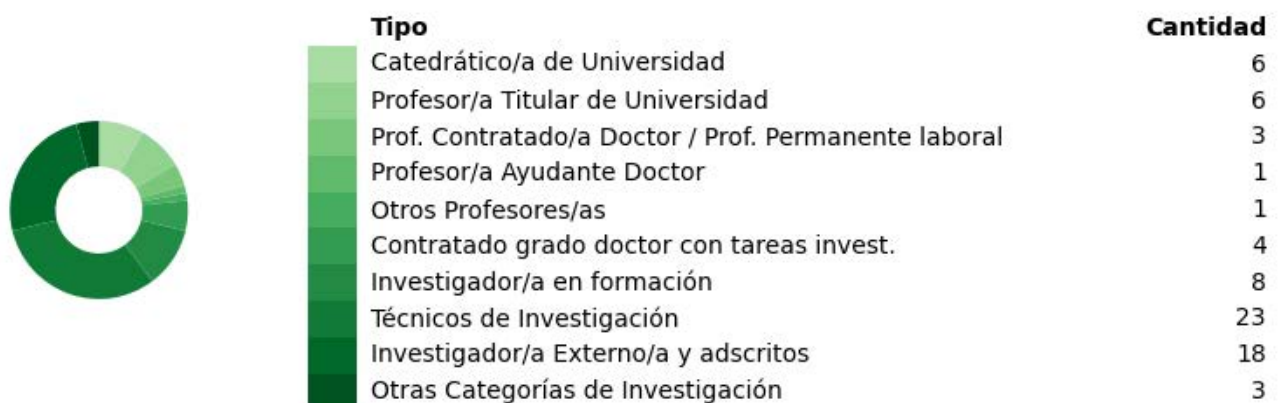 Tipo Cantidad
Catedrático/a de Universidad 6
Profesor/a Titular de Universidad 6
Prof. Contratado/a Doctor / Prof. Permanente laboral 3
Profesor/a Ayudante Doctor 1
Otros Profesores/as 1
Contratado grado doctor con tareas invest. 4
Investigador/a en formación 8
Técnicos de Investigación 23
Investigador/a Externo/a y adscritos 18
Otras Categorías de Investigación 3